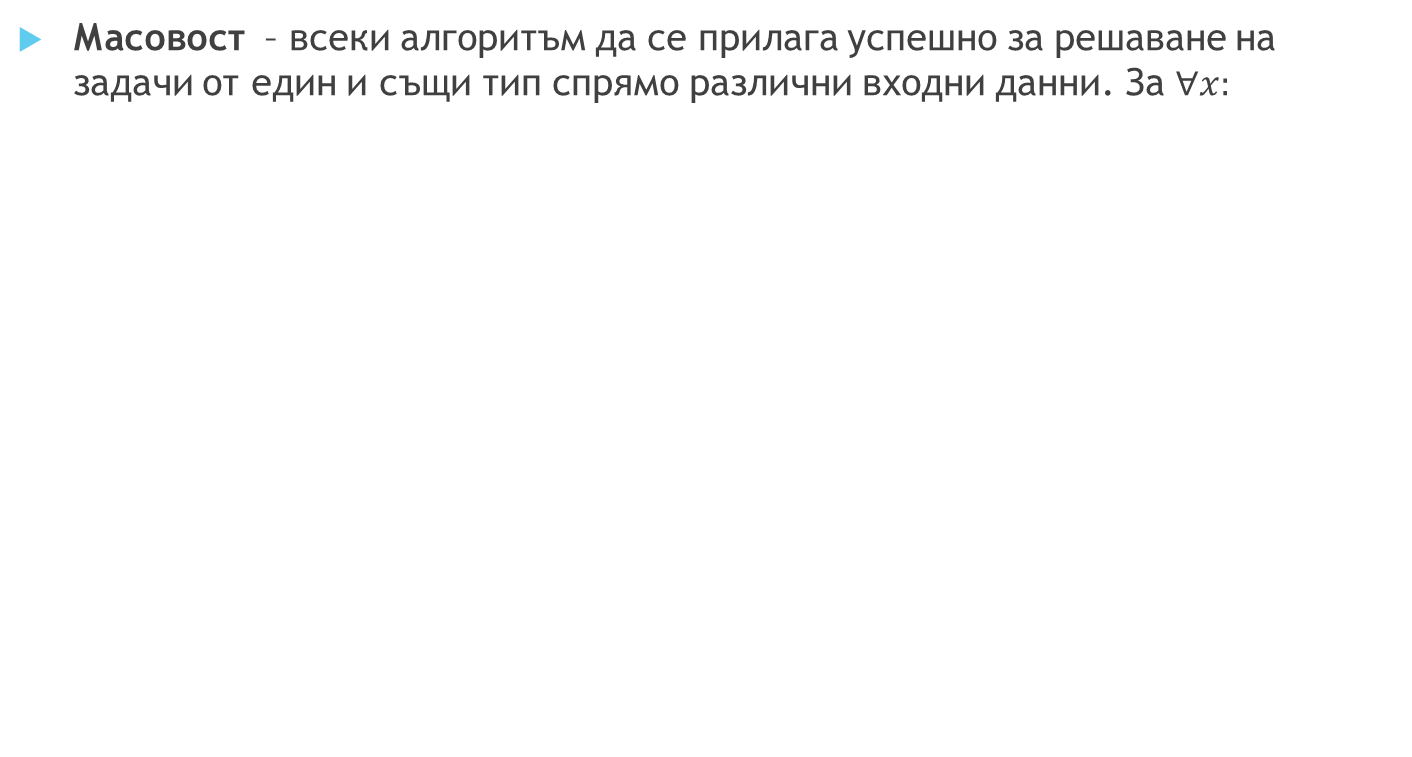 Масовост – всеки алгоритъм да се прилага успешно за решаване на
задачи от един и същи тип спрямо различни входни данни. За ∀𝑥: